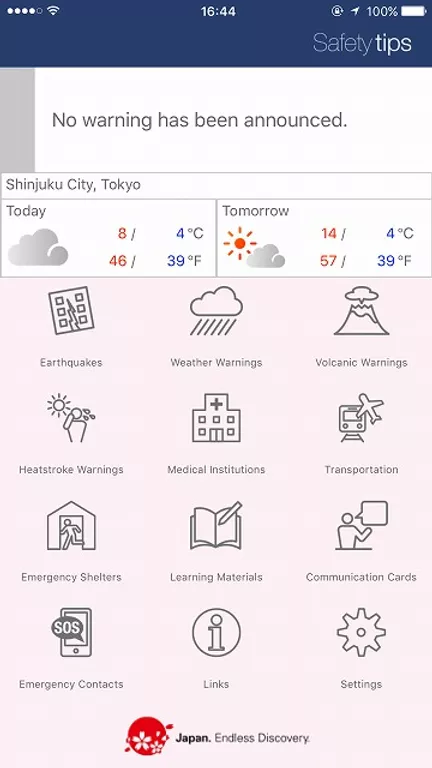 16:44
100%
Safety tips
No warning has been announced.
Shinjuku City, Tokyo
Today
Tomorrow
8 / 4 °C
14 / 4 °C
46 / 39 °F
57 / 39 °F
Earthquakes
Weather Warnings
Volcanic Warnings
Heatstroke Warnings
Medical Institutions
Transportation
Emergency Shelters
Learning Materials
Communication Cards
SOS
Emergency Contacts
Links
Settings
Japan. Endless Discovery.